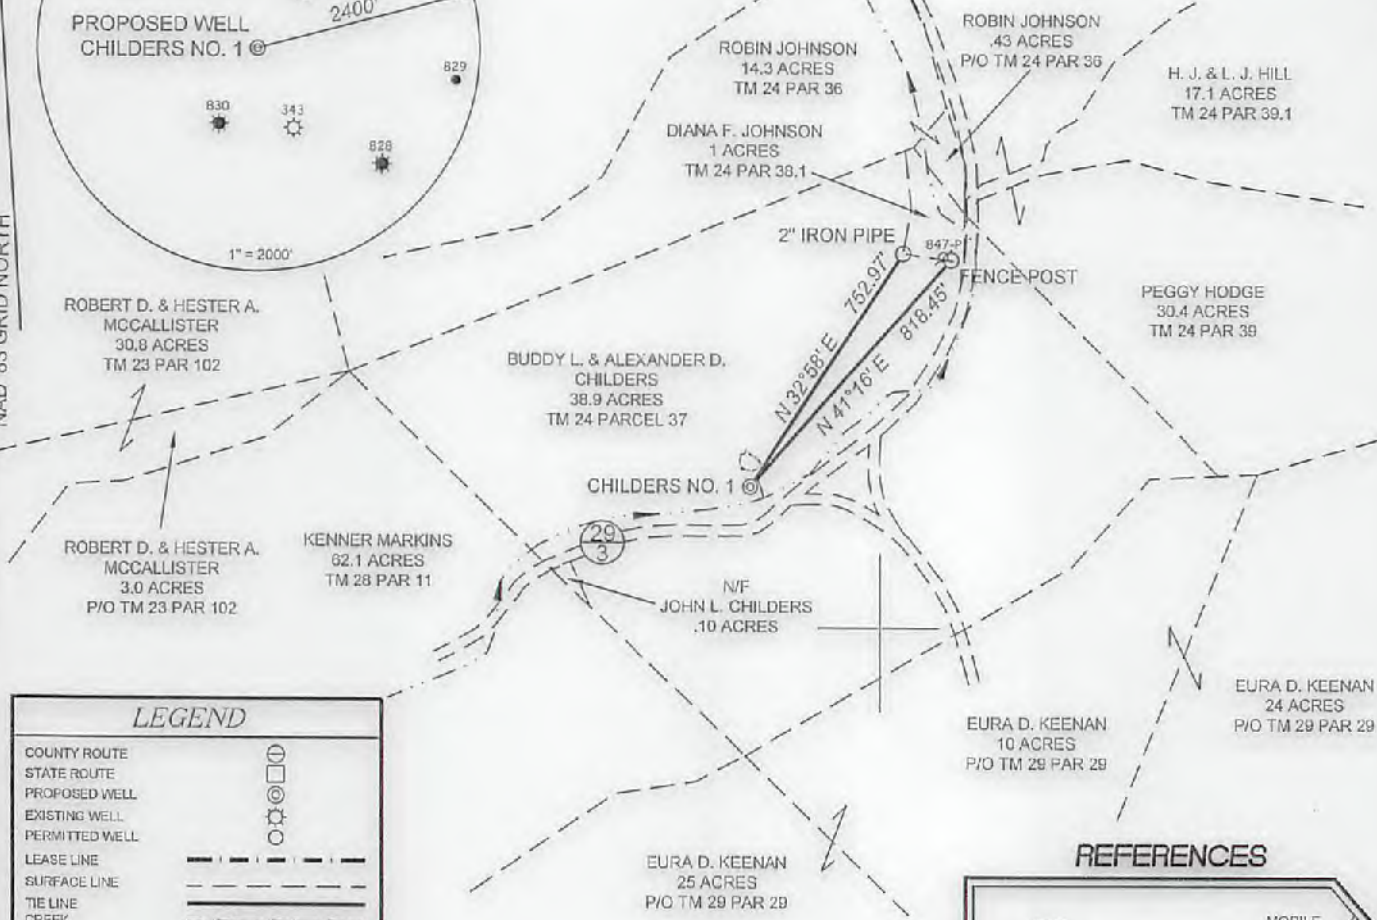 2400'
PROPOSED WELL
CHILDERS NO. 1
829
830
343
828
1" = 2000'
NAD '83 GRID NORTH
ROBIN JOHNSON
14.3 ACRES
TM 24 PAR 36
ROBIN JOHNSON
.43 ACRES
P/O TM 24 PAR 36
H. J. & L. J. HILL
17.1 ACRES
TM 24 PAR 39.1
DIANA F. JOHNSON
1 ACRES
TM 24 PAR 38.1
2" IRON PIPE
847-P
FENCE POST
752.97'
818.45'
N 32°58' E
N 41°16' E
PEGGY HODGE
30.4 ACRES
TM 24 PAR 39
ROBERT D. & HESTER A.
MCCALLISTER
30.8 ACRES
TM 23 PAR 102
BUDDY L. & ALEXANDER D.
CHILDERS
38.9 ACRES
TM 24 PARCEL 37
CHILDERS NO. 1
29
3
ROBERT D. & HESTER A.
MCCALLISTER
3.0 ACRES
P/O TM 23 PAR 102
KENNER MARKINS
62.1 ACRES
TM 28 PAR 11
N/F
JOHN L. CHILDERS
.10 ACRES
EURA D. KEENAN
24 ACRES
P/O TM 29 PAR 29
EURA D. KEENAN
10 ACRES
P/O TM 29 PAR 29
EURA D. KEENAN
25 ACRES
P/O TM 29 PAR 29
LEGEND
COUNTY ROUTE
STATE ROUTE
PROPOSED WELL
EXISTING WELL
PERMITTED WELL
LEASE LINE
SURFACE LINE
TIE LINE
CREEK
REFERENCES
MOBILE